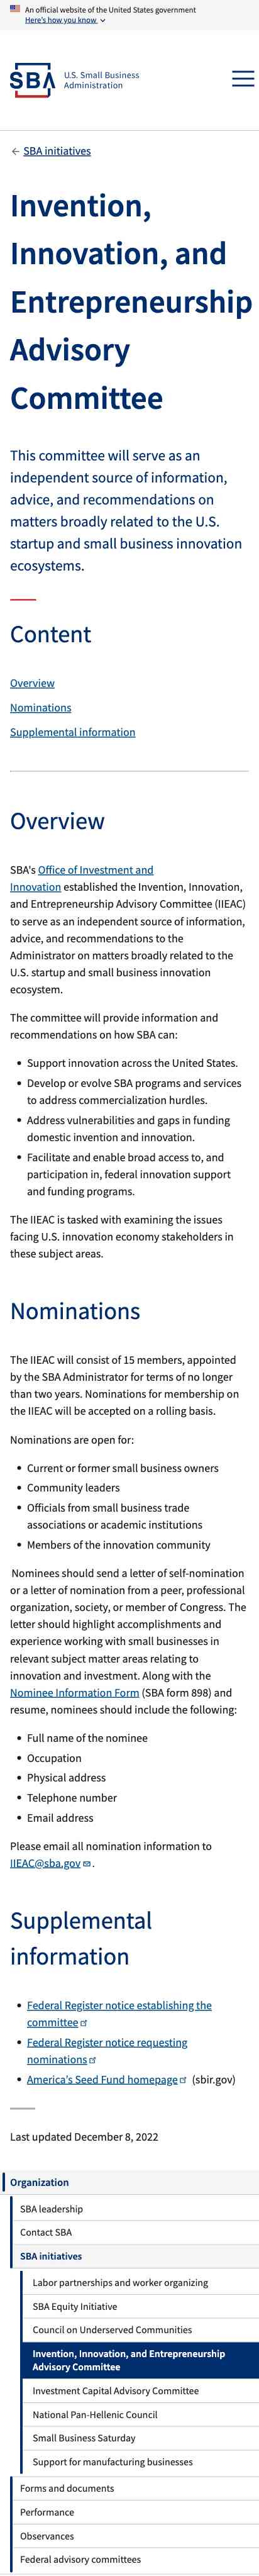 An official website of the United States government
Here's how you know
SBA
U.S. Small Business
Administration
SBA initiatives
Invention,
Innovation, and
Entrepreneurship
Advisory
Committee
This committee will serve as an
independent source of information,
advice, and recommendations on
matters broadly related to the U.S.
startup and small business innovation
ecosystems.
Content
Overview
Nominations
Supplemental information
Overview
SBA's Office of Investment and
Innovation established the Invention, Innovation,
and Entrepreneurship Advisory Committee (IIEAC)
to serve as an independent source of information,
advice, and recommendations to the
Administrator on matters broadly related to the
U.S. startup and small business innovation
ecosystem.
The committee will provide information and
recommendations on how SBA can:
• Support innovation across the United States.
• Develop or evolve SBA programs and services
to address commercialization hurdles.
• Address vulnerabilities and gaps in funding
domestic invention and innovation.
• Facilitate and enable broad access to, and
participation in, federal innovation support
and funding programs.
The IIEAC is tasked with examining the issues
facing U.S. innovation economy stakeholders in
these subject areas.
Nominations
The IIEAC will consist of 15 members, appointed
by the SBA Administrator for terms of no longer
than two years. Nominations for membership on
the IIEAC will be accepted on a rolling basis.
Nominations are open for:
• Current or former small business owners
• Community leaders
• Officials from small business trade
associations or academic institutions
• Members of the innovation community
Nominees should send a letter of self-nomination
or a letter of nomination from a peer, professional
organization, society, or member of Congress. The
letter should highlight accomplishments and
experience working with small businesses in
relevant subject matter areas relating to
innovation and investment. Along with the
Nominee Information Form (SBA form 898) and
resume, nominees should include the following:
• Full name of the nominee
• Occupation
• Physical address
• Telephone number
• Email address
Please email all nomination information to
IIEAC@sba.gov.
Supplemental
information
• Federal Register notice establishing the
committee
• Federal Register notice requesting
nominations
• America's Seed Fund homepage (sbir.gov)
Last updated December 8, 2022
Organization
SBA leadership
Contact SBA
SBA initiatives
Labor partnerships and worker organizing
SBA Equity Initiative
Council on Underserved Communities
Invention, Innovation, and Entrepreneurship
Advisory Committee
Investment Capital Advisory Committee
National Pan-Hellenic Council
Small Business Saturday
Support for manufacturing businesses
Forms and documents
Performance
Observances
Federal advisory committees